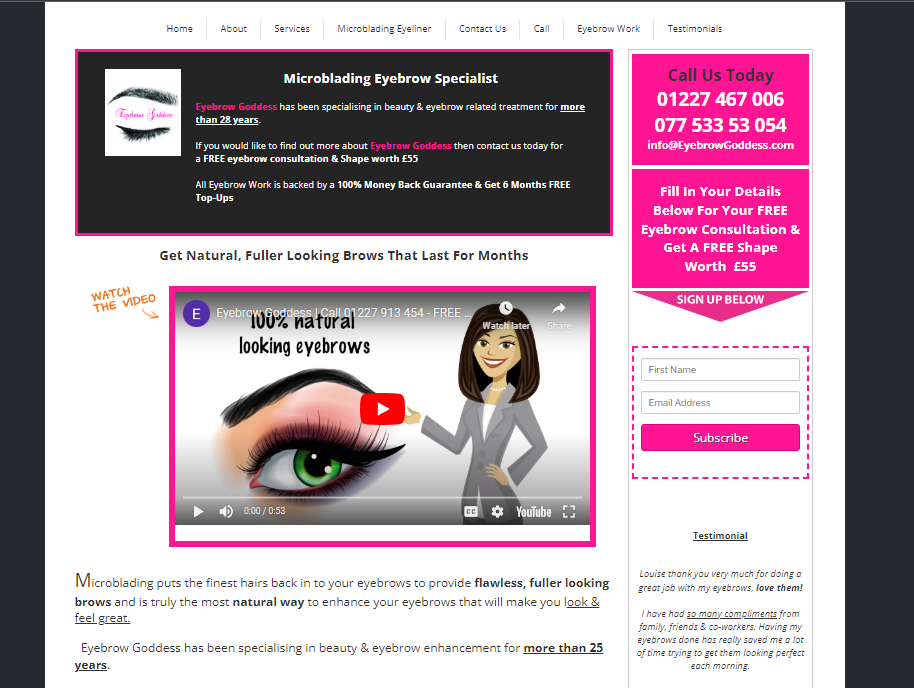 Home About Services Microblading Eyeliner Contact Us Call Eyebrow Work Testimonials
Eyebrow Goddess
Microblading Eyebrow Specialist
Eyebrow Goddess has been specialising in beauty & eyebrow related treatment for more
than 28 years.
If you would like to find out more about Eyebrow Goddess then contact us today for
a FREE eyebrow consultation & Shape worth £55
All Eyebrow Work is backed by a 100% Money Back Guarantee & Get 6 Months FREE
Top-Ups
Get Natural, Fuller Looking Brows That Last For Months
WATCH
THE VIDEO
E
Eyebrow Goddess | Call 01227 913 454 - FREE ...
Watch later
Share
100% natural
looking eyebrows
0:00 / 0:53
CC
YouTube
Microblading puts the finest hairs back in to your eyebrows to provide flawless, fuller looking
brows and is truly the most natural way to enhance your eyebrows that will make you look &
feel great.
Eyebrow Goddess has been specialising in beauty & eyebrow enhancement for more than 25
years.
Call Us Today
01227 467 006
077 533 53 054
info@EyebrowGoddess.com
Fill In Your Details
Below For Your FREE
Eyebrow Consultation &
Get A FREE Shape
Worth £55
SIGN UP BELOW
First Name
Email Address
Subscribe
Testimonial
Louise thank you very much for doing a
great job with my eyebrows, love them!
I have had so many compliments from
family, friends & co-workers. Having my
eyebrows done has really saved me a lot
of time trying to get them looking perfect
each morning.